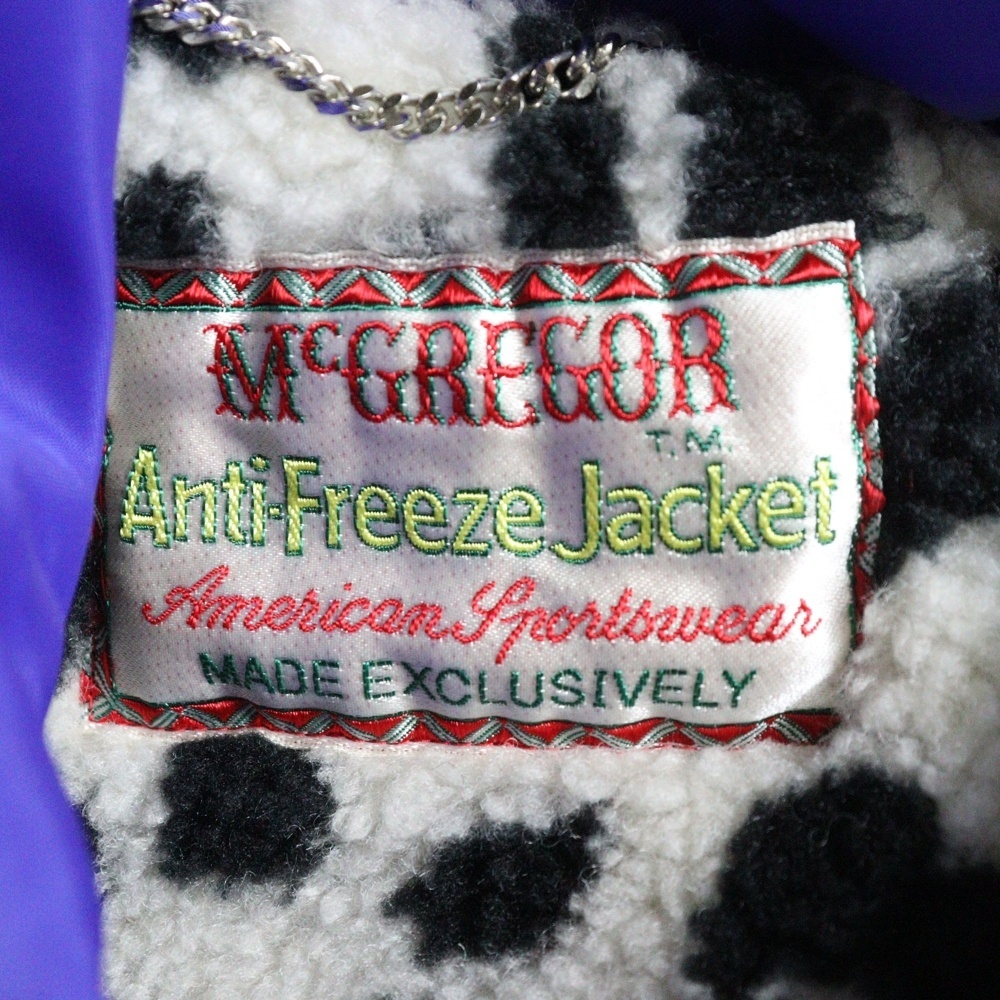 McGREGOR
T.M.
Anti-Freeze Jacket
American Sportswear
MADE EXCLUSIVELY